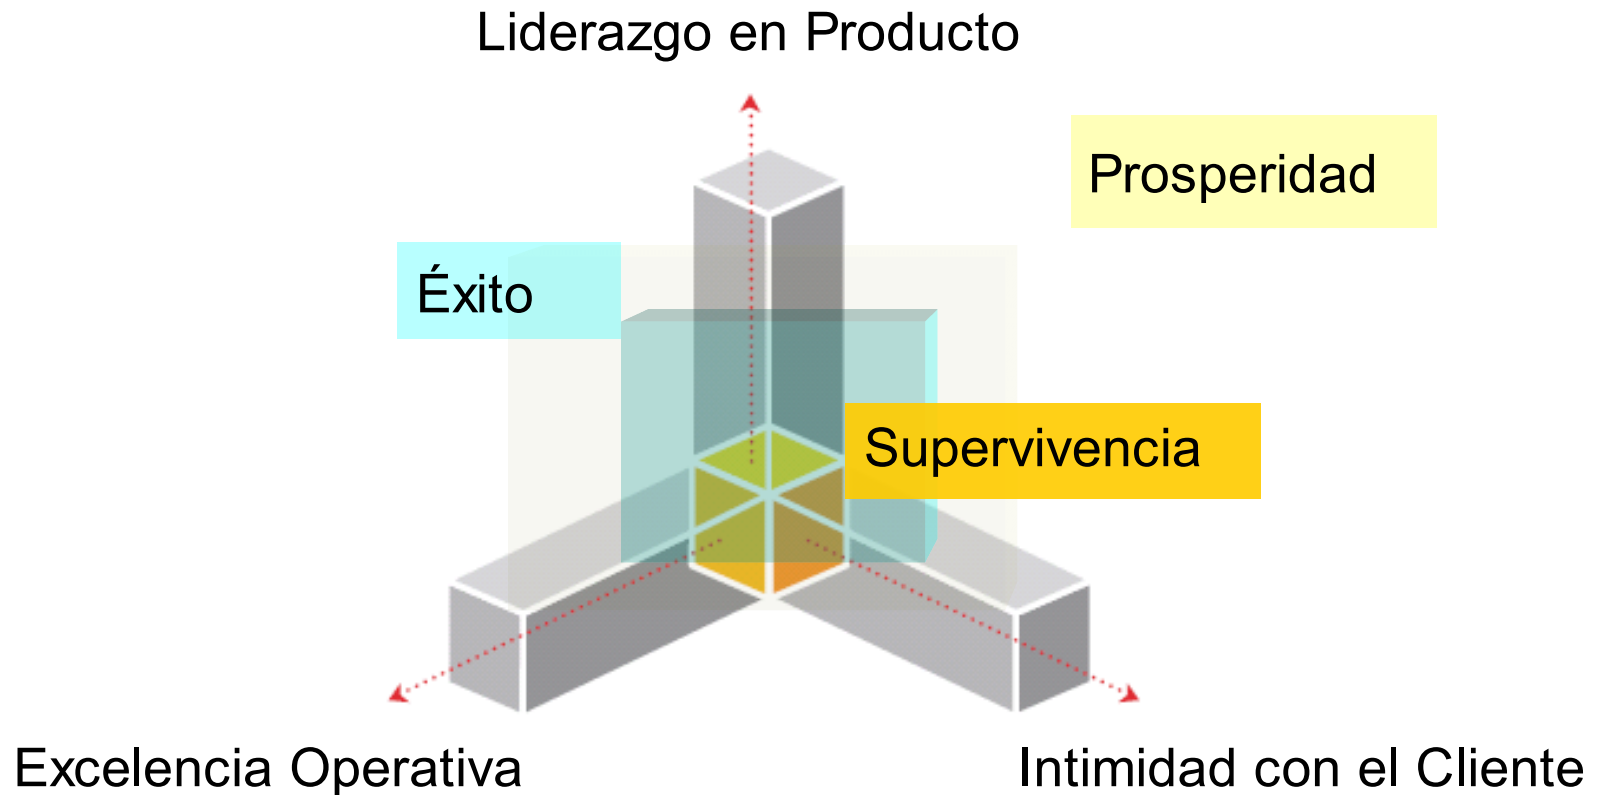 Liderazgo en Producto
Prosperidad
Éxito
Supervivencia
Excelencia Operativa
Intimidad con el Cliente